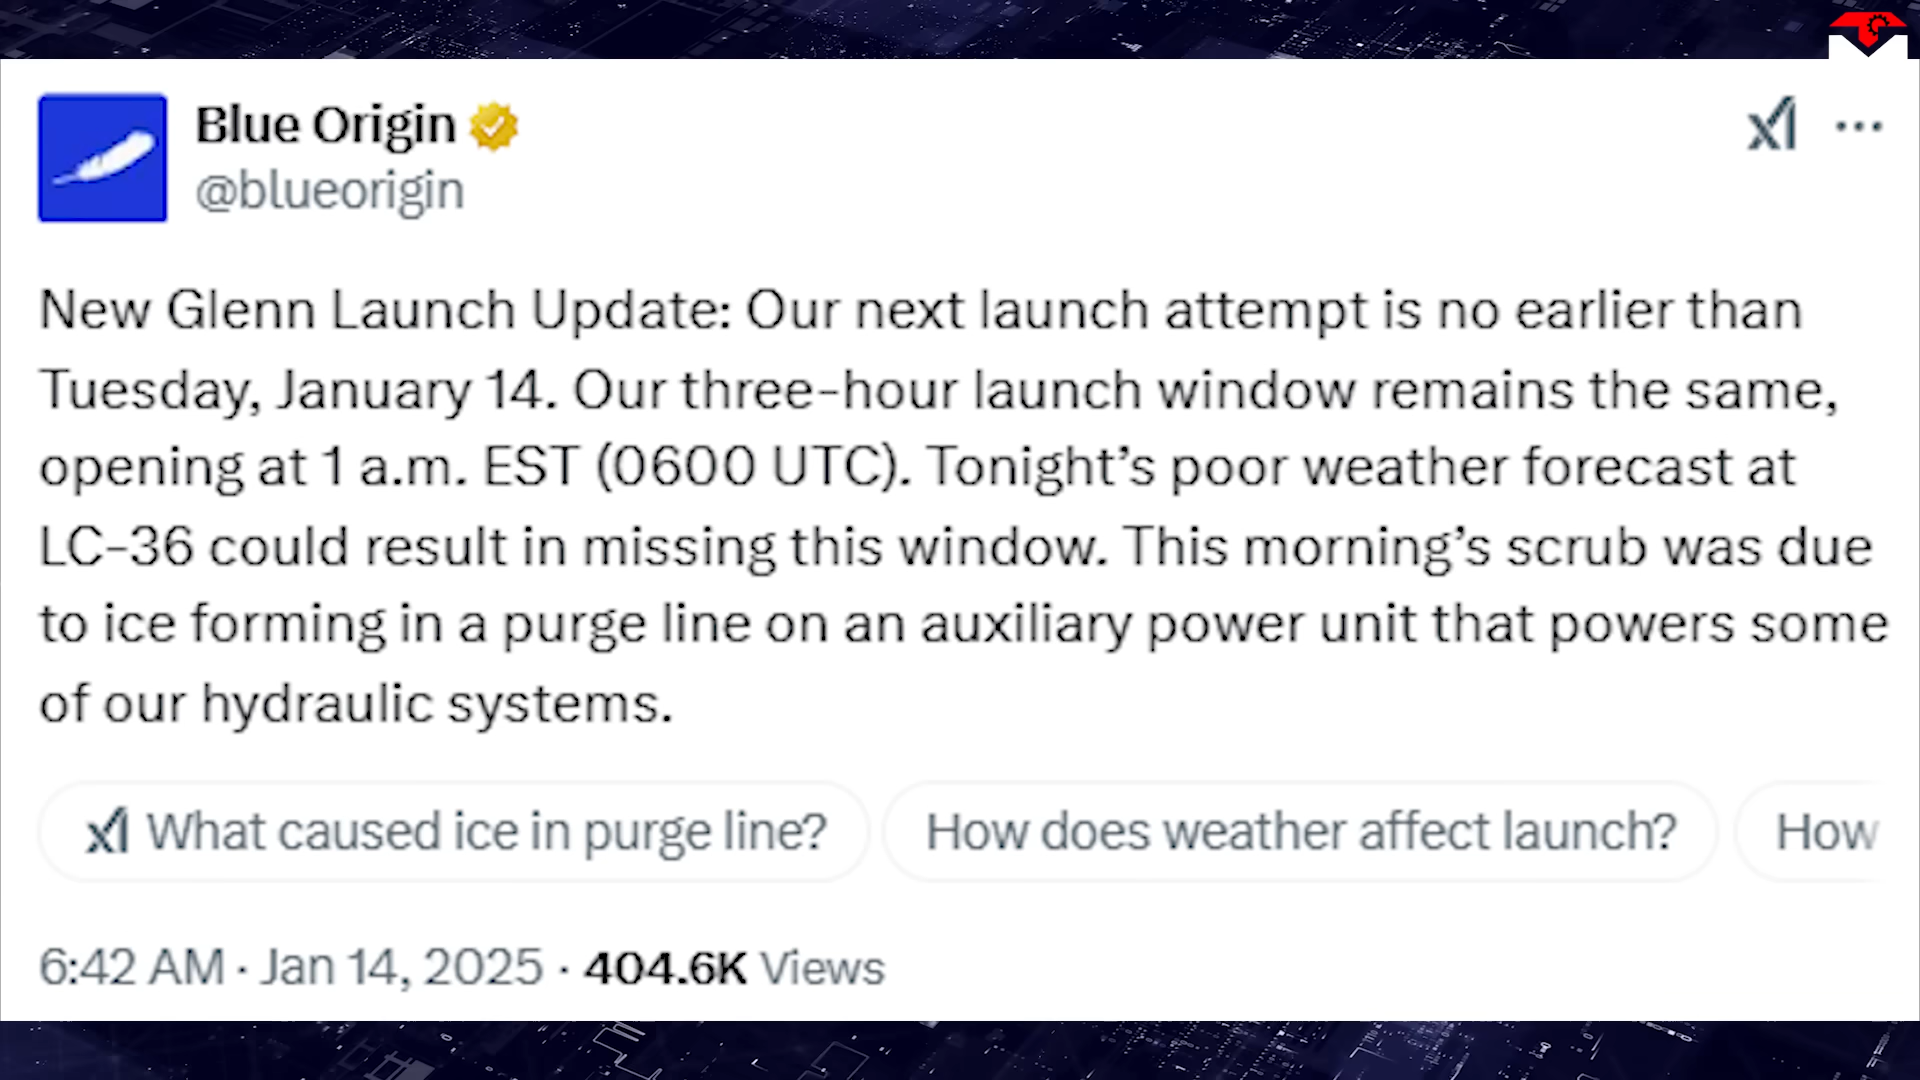 Blue Origin
@blueorigin
New Glenn Launch Update: Our next launch attempt is no earlier than
Tuesday, January 14. Our three-hour launch window remains the same,
opening at 1 a.m. EST (0600 UTC). Tonight’s poor weather forecast at
LC-36 could result in missing this window. This morning’s scrub was due
to ice forming in a purge line on an auxiliary power unit that powers some
of our hydraulic systems.
What caused ice in purge line? How does weather affect launch? How
6:42 AM · Jan 14, 2025 · 404.6K Views